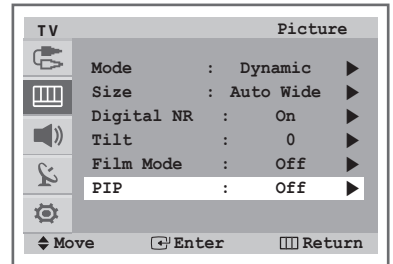 TV Picture
Mode : Dynamic
Size : Auto Wide
Digital NR : On
Tilt : 0
Film Mode : Off
PIP : Off
Move Enter Return